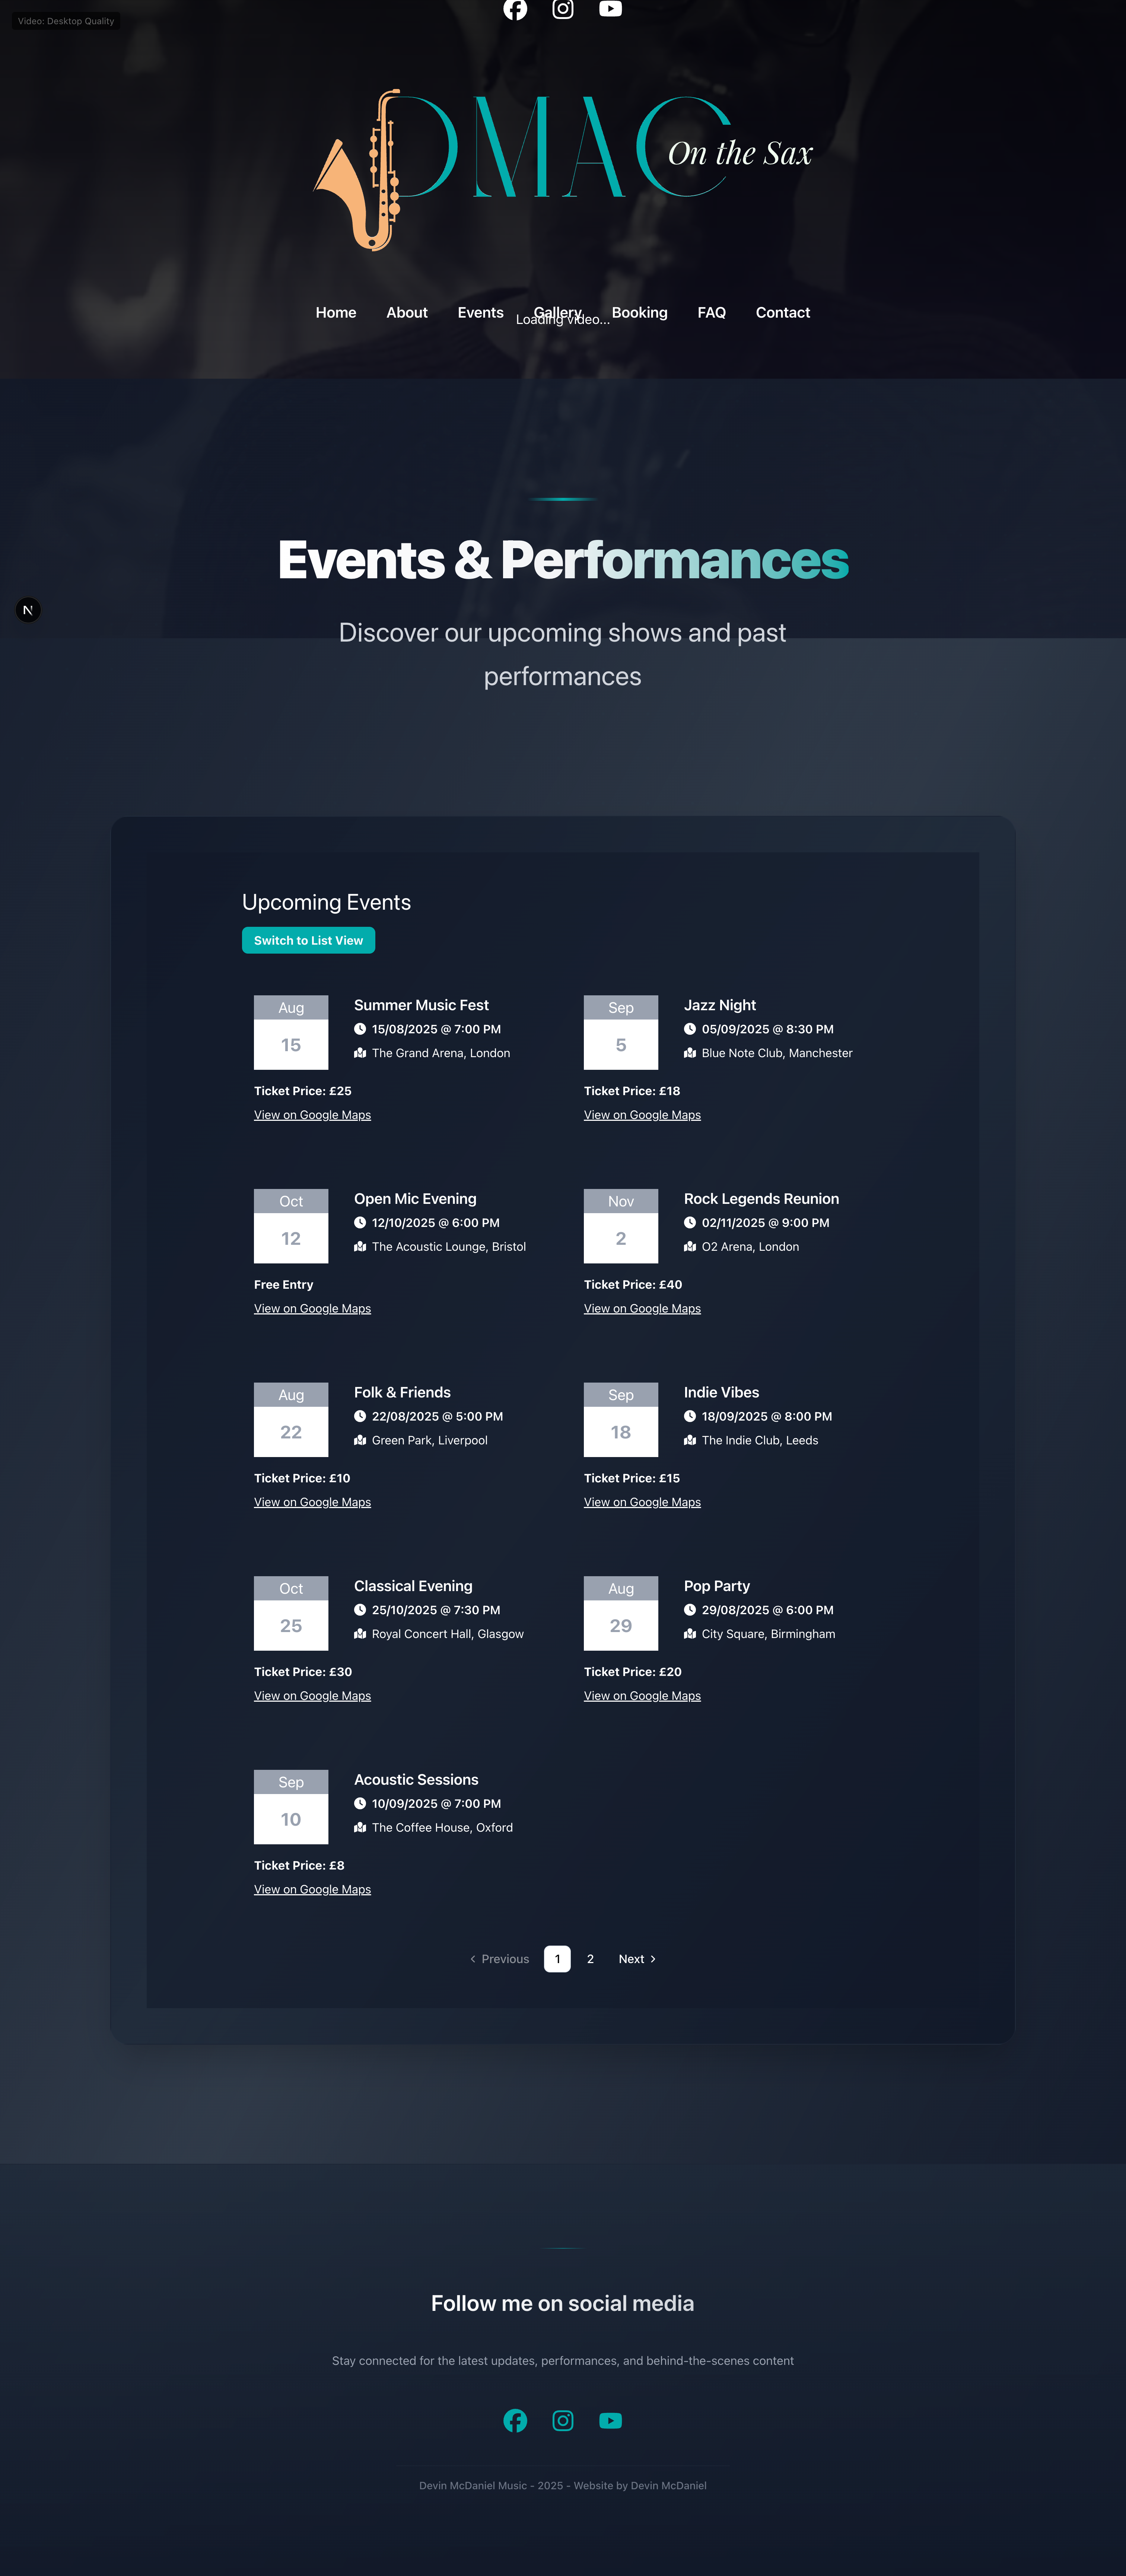 Video: Desktop Quality
DMAC
On the Sax
Home About Events Gallery Booking FAQ Contact
Loading video...
Events & Performances
N
Discover our upcoming shows and past
performances
Upcoming Events
Switch to List View
Aug
15
Summer Music Fest
15/08/2025 @ 7:00 PM
The Grand Arena, London
Ticket Price: £25
View on Google Maps
Sep
5
Jazz Night
05/09/2025 @ 8:30 PM
Blue Note Club, Manchester
Ticket Price: £18
View on Google Maps
Oct
12
Open Mic Evening
12/10/2025 @ 6:00 PM
The Acoustic Lounge, Bristol
Free Entry
View on Google Maps
Nov
2
Rock Legends Reunion
02/11/2025 @ 9:00 PM
O2 Arena, London
Ticket Price: £40
View on Google Maps
Aug
22
Folk & Friends
22/08/2025 @ 5:00 PM
Green Park, Liverpool
Ticket Price: £10
View on Google Maps
Sep
18
Indie Vibes
18/09/2025 @ 8:00 PM
The Indie Club, Leeds
Ticket Price: £15
View on Google Maps
Oct
25
Classical Evening
25/10/2025 @ 7:30 PM
Royal Concert Hall, Glasgow
Ticket Price: £30
View on Google Maps
Aug
29
Pop Party
29/08/2025 @ 6:00 PM
City Square, Birmingham
Ticket Price: £20
View on Google Maps
Sep
10
Acoustic Sessions
10/09/2025 @ 7:00 PM
The Coffee House, Oxford
Ticket Price: £8
View on Google Maps
Previous 1 2 Next
Follow me on social media
Stay connected for the latest updates, performances, and behind-the-scenes content
Devin McDaniel Music - 2025 - Website by Devin McDaniel